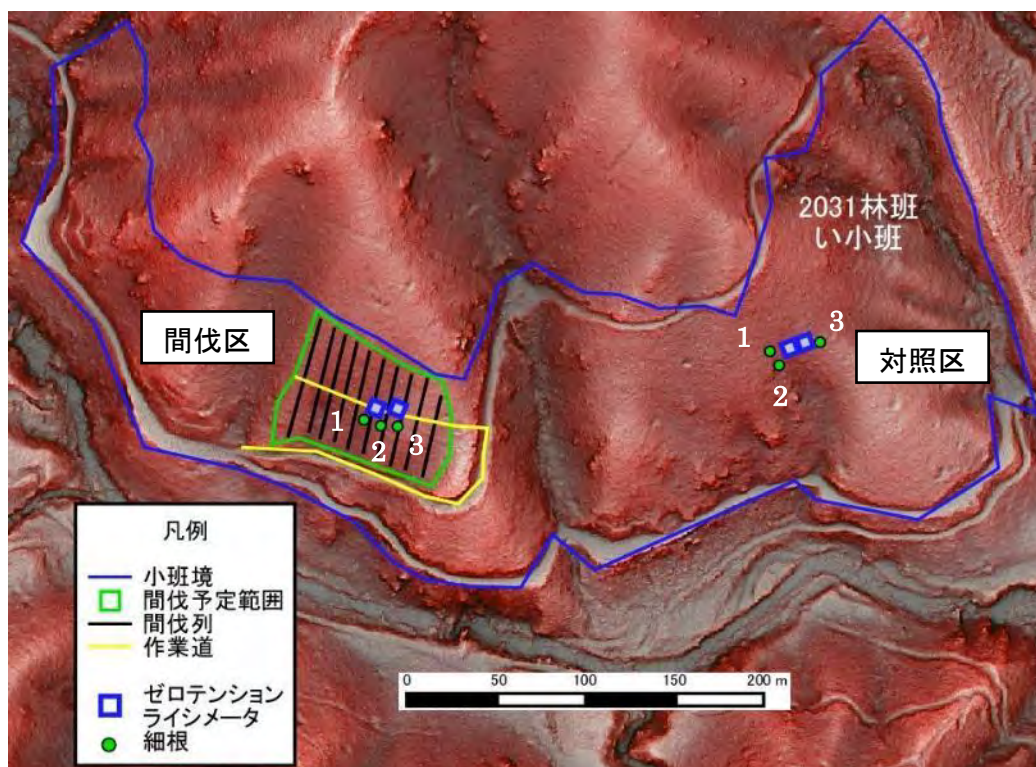 2031林班
い小班
間伐区
1
2
3
1
2
3
対照区
凡例
小班境
間伐予定範囲
間伐列
作業道
ゼロテンション
ライシメータ
細根
0 50 100 150 200 m